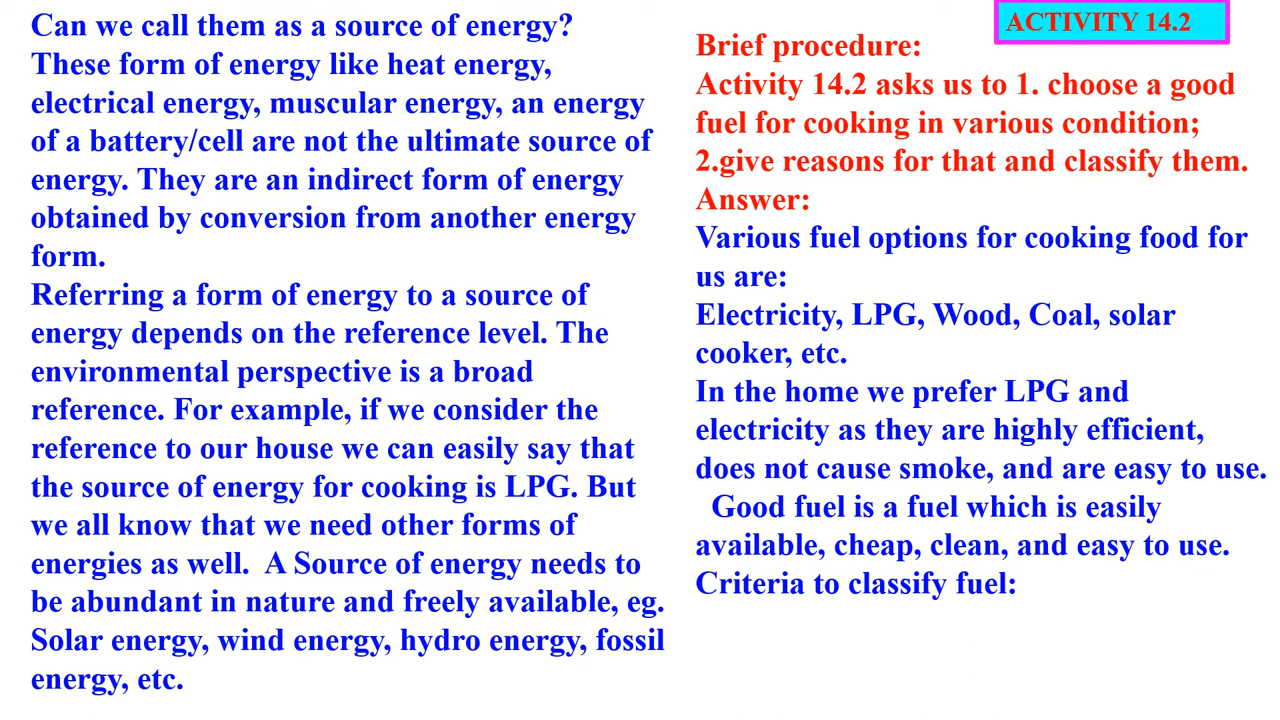 Can we call them as a source of energy?
These form of energy like heat energy,
electrical energy, muscular energy, an energy
of a battery/cell are not the ultimate source of
energy. They are an indirect form of energy
obtained by conversion from another energy
form.
Referring a form of energy to a source of
energy depends on the reference level. The
environmental perspective is a broad
reference. For example, if we consider the
reference to our house we can easily say that
the source of energy for cooking is LPG. But
we all know that we need other forms of
energies as well.  A Source of energy needs to
be abundant in nature and freely available, eg.
Solar energy, wind energy, hydro energy, fossil
energy, etc.
ACTIVITY 14.2
Brief procedure:
Activity 14.2 asks us to 1. choose a good
fuel for cooking in various condition;
2.give reasons for that and classify them.
Answer:
Various fuel options for cooking food for
us are:
Electricity, LPG, Wood, Coal, solar
cooker, etc.
In the home we prefer LPG and
electricity as they are highly efficient,
does not cause smoke, and are easy to use.
Good fuel is a fuel which is easily
available, cheap, clean, and easy to use.
Criteria to classify fuel: